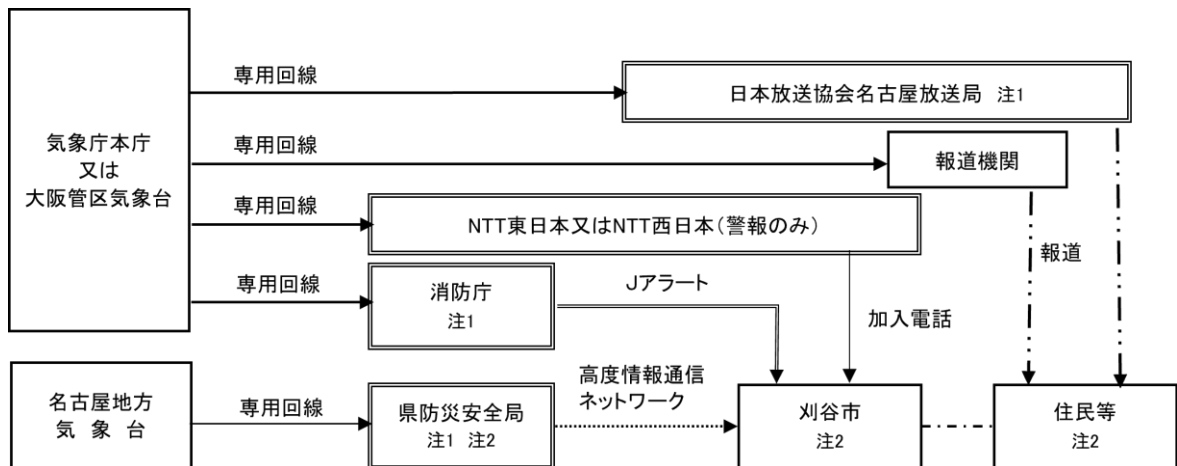 専用回線
日本放送協会名古屋放送局 注1
気象庁本庁
又は
大阪管区気象台
専用回線
報道機関
専用回線
NTT東日本又はNTT西日本（警報のみ）
報道
専用回線
消防庁
注1
Jアラート
加入電話
名古屋地方
気 象 台
専用回線
県防災安全局
注1 注2
高度情報通信
ネットワーク
刈谷市
注2
住民等
注2